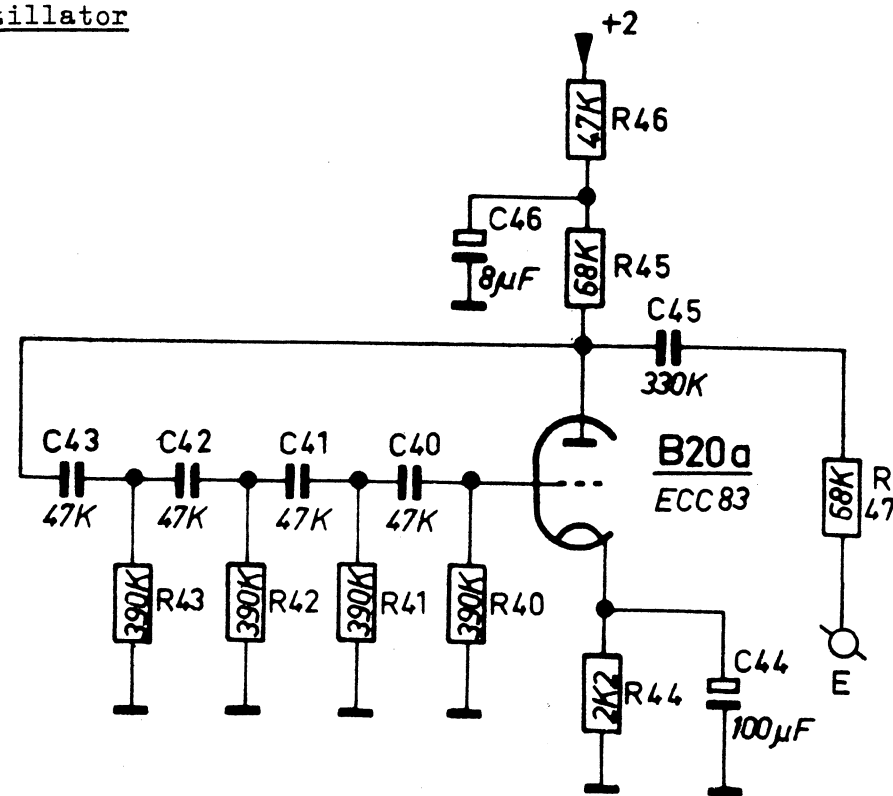 illator
+2
47K R46
C46
8µF
68K R45
C45
330K
C43 C42 C41 C40
47K 47K 47K 47K
B20a
ECC83
68K R
47
390K R43 390K R42 390K R41 390K R40
2K2 R44
C44
100µF
E